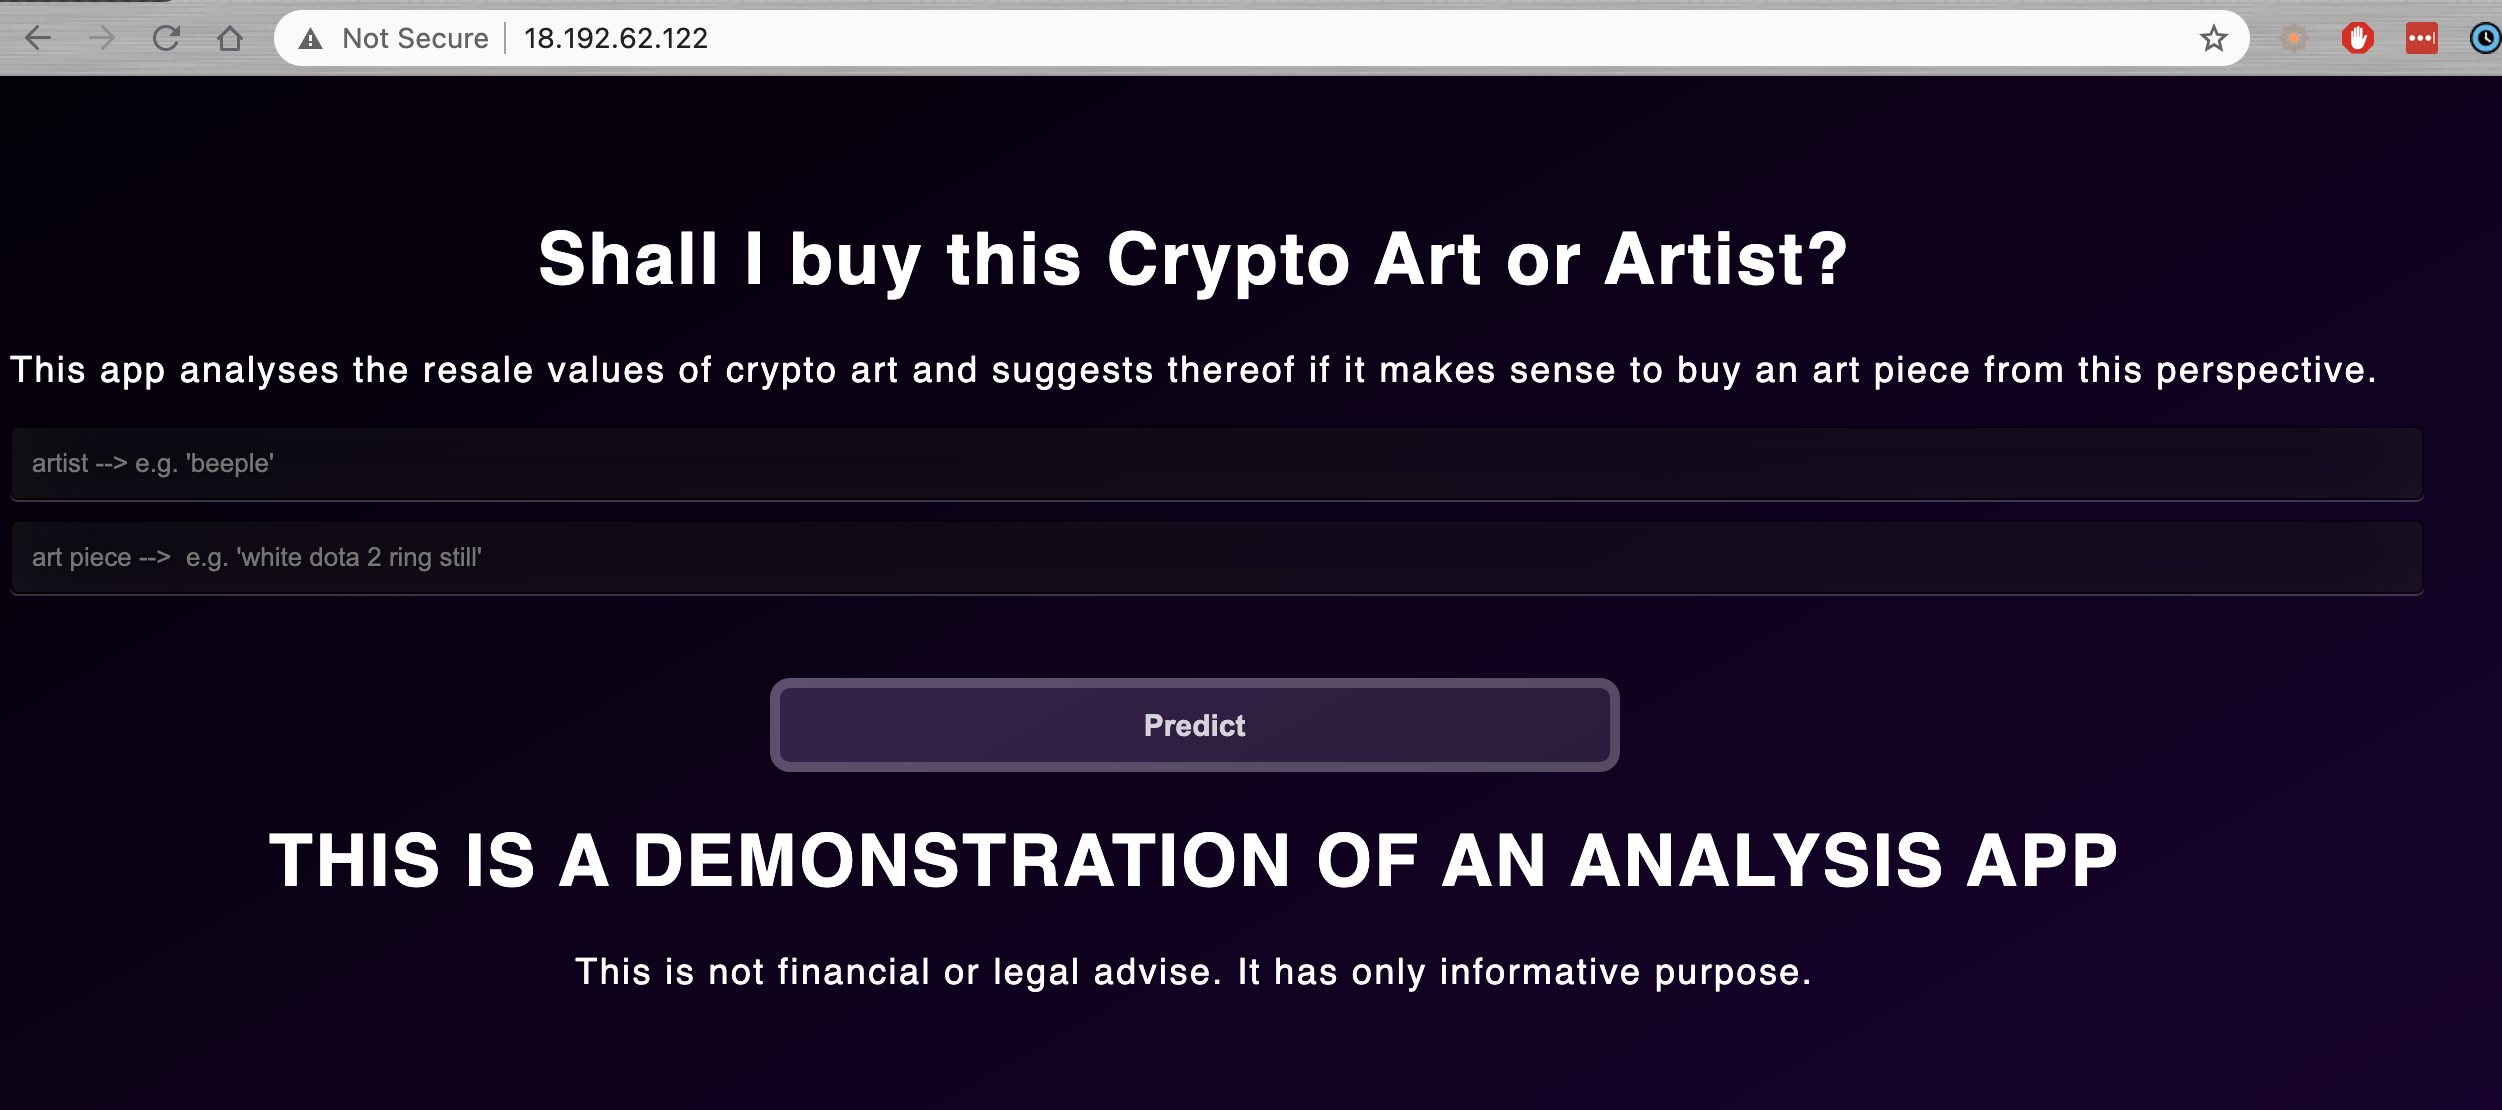 Not Secure 18.192.62.122
Shall I buy this Crypto Art or Artist?
This app analyses the resale values of crypto art and suggests thereof if it makes sense to buy an art piece from this perspective.
artist --> e.g. 'beeple'
art piece -->  e.g. 'white dota 2 ring still'
Predict
THIS IS A DEMONSTRATION OF AN ANALYSIS APP
This is not financial or legal advise. It has only informative purpose.